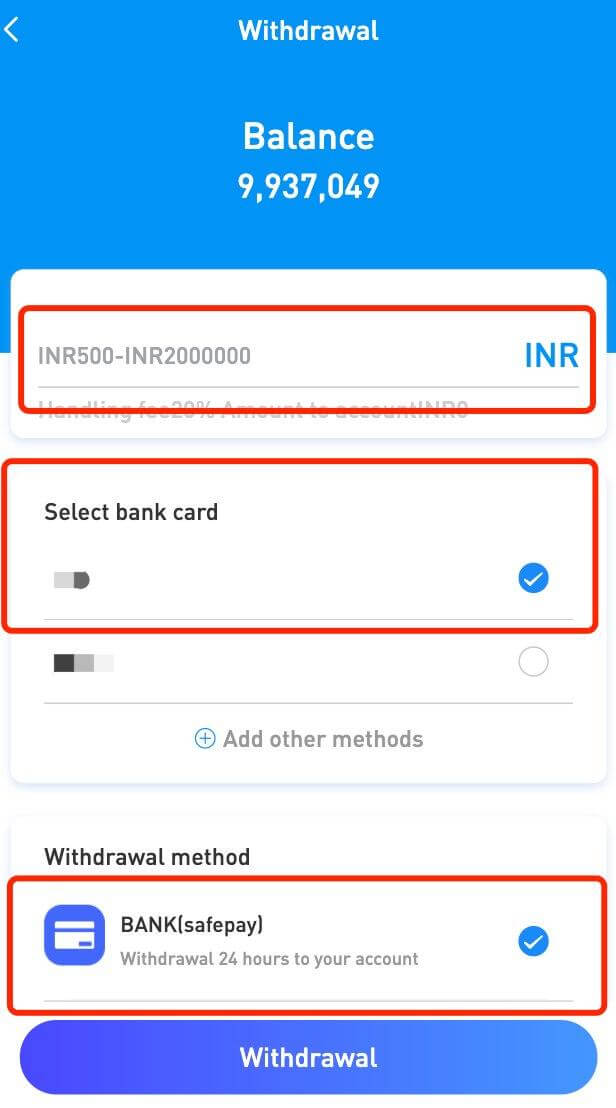 Withdrawal
Balance
9,937,049
INR500-INR2000000
INR
Handling fee20% Amount to accountINR0
Select bank card
Add other methods
Withdrawal method
BANK(safepay)
Withdrawal 24 hours to your account
Withdrawal